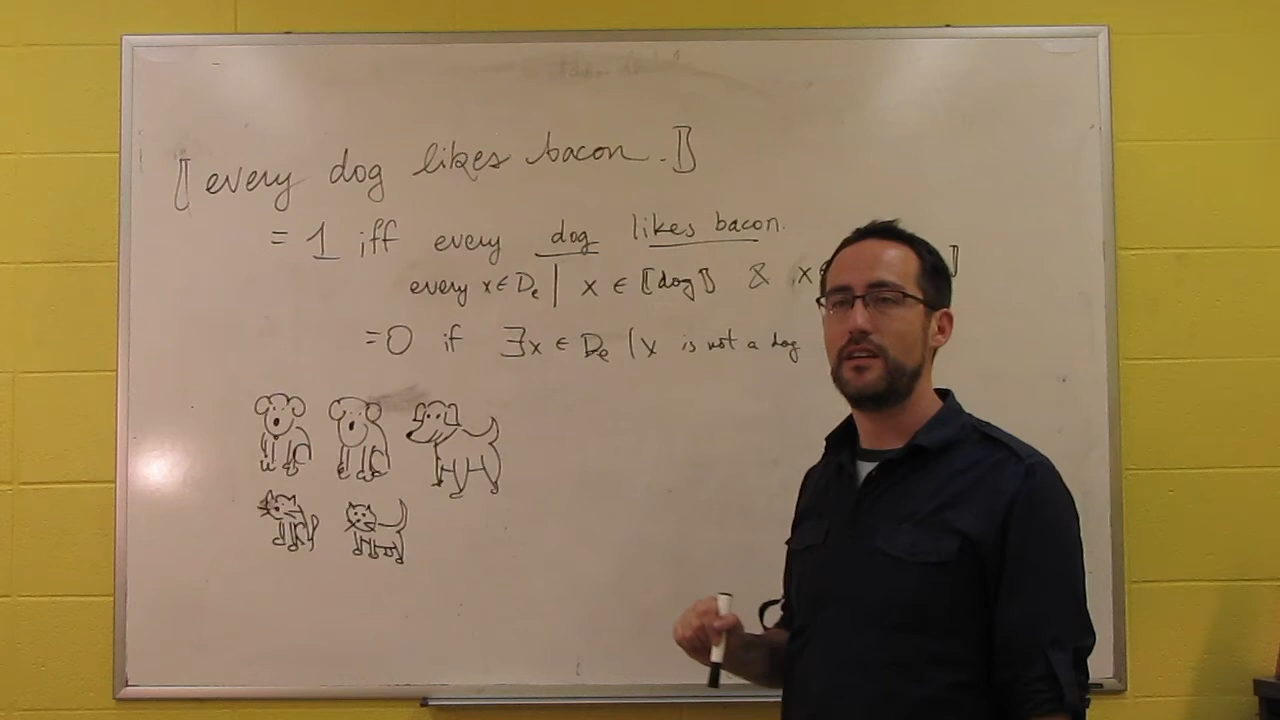 ⟦every dog likes bacon.⟧
= 1 iff every dog likes bacon.
every x ∈ De | x ∈ ⟦dog⟧ & x ∈ ⟧
= 0 if ∃x ∈ De | x is not a dog